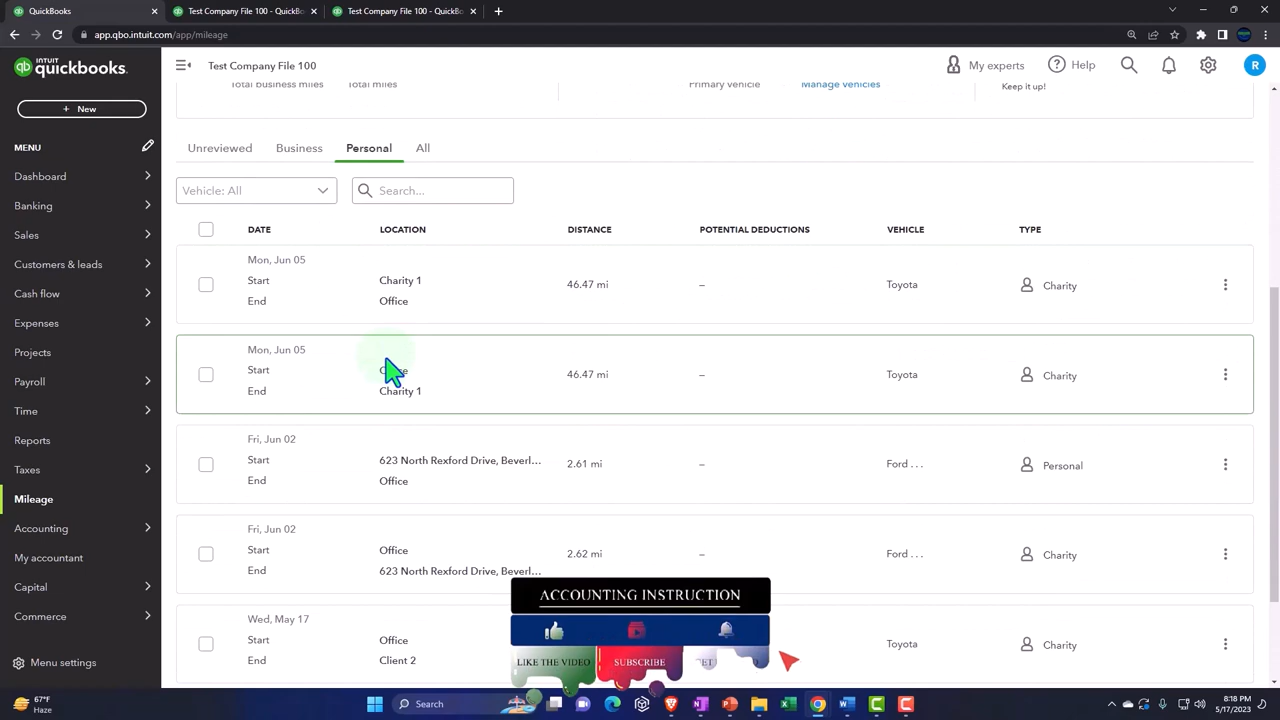 QuickBooks
Test Company File 100 - QuickBo
Test Company File 100 - QuickBo
app.qbo.intuit.com/app/mileage
INTUIT
quickbooks.
Test Company File 100
My experts
Help
R
+ New
Total business miles
Total miles
Primary vehicle
Manage vehicles
Keep it up!
MENU
Dashboard
Banking
Sales
Customers & leads
Cash flow
Expenses
Projects
Payroll
Time
Reports
Taxes
Mileage
Accounting
My accountant
Capital
Commerce
Menu settings
Unreviewed
Business
Personal
All
Vehicle: All
Search...
DATE
LOCATION
DISTANCE
POTENTIAL DEDUCTIONS
VEHICLE
TYPE
Mon, Jun 05
Start
Charity 1
End
Office
46.47 mi
–
Toyota
Charity
Mon, Jun 05
Start
End
Charity 1
46.47 mi
–
Toyota
Charity
Fri, Jun 02
Start
623 North Rexford Drive, Beverl...
End
Office
2.61 mi
–
Ford . . .
Personal
Fri, Jun 02
Start
Office
End
623 North Rexford Drive, Beverl...
2.62 mi
–
Ford . . .
Charity
Wed, May 17
Start
Office
End
Client 2
Toyota
Charity
ACCOUNTING INSTRUCTION
LIKE THE VIDEO
SUBSCRIBE
67°F
Haze
Search
8:18 PM
5/17/2023